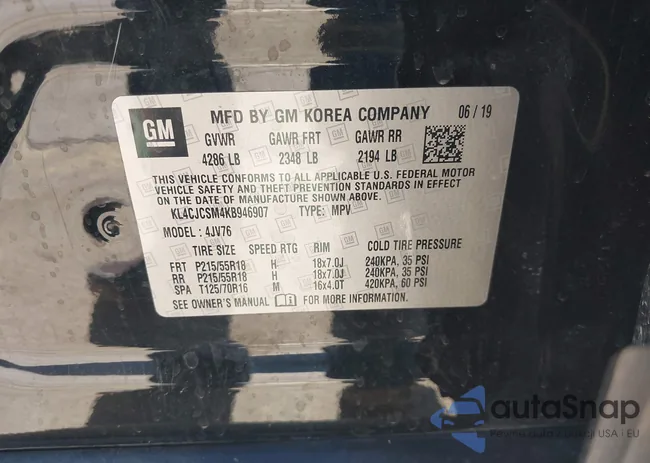 GM
MFD BY GM KOREA COMPANY 06/19
GVWR GAWR FRT GAWR RR
4286 LB 2348 LB 2194 LB
THIS VEHICLE CONFORMS TO ALL APPLICABLE U.S. FEDERAL MOTOR
VEHICLE SAFETY AND THEFT PREVENTION STANDARDS IN EFFECT
ON THE DATE OF MANUFACTURE SHOWN ABOVE.
KL4CJCSM4KB946907 TYPE: MPV
MODEL: 4JV76
TIRE SIZE SPEED RTG RIM COLD TIRE PRESSURE
FRT P215/55R18 H 18x7.0J 240KPA, 35 PSI
RR P215/55R18 H 18x7.0J 240KPA, 35 PSI
SPA T125/70R16 M 16x4.0T 420KPA, 60 PSI
SEE OWNER'S MANUAL FOR MORE INFORMATION.
autoSnap
USA | EU